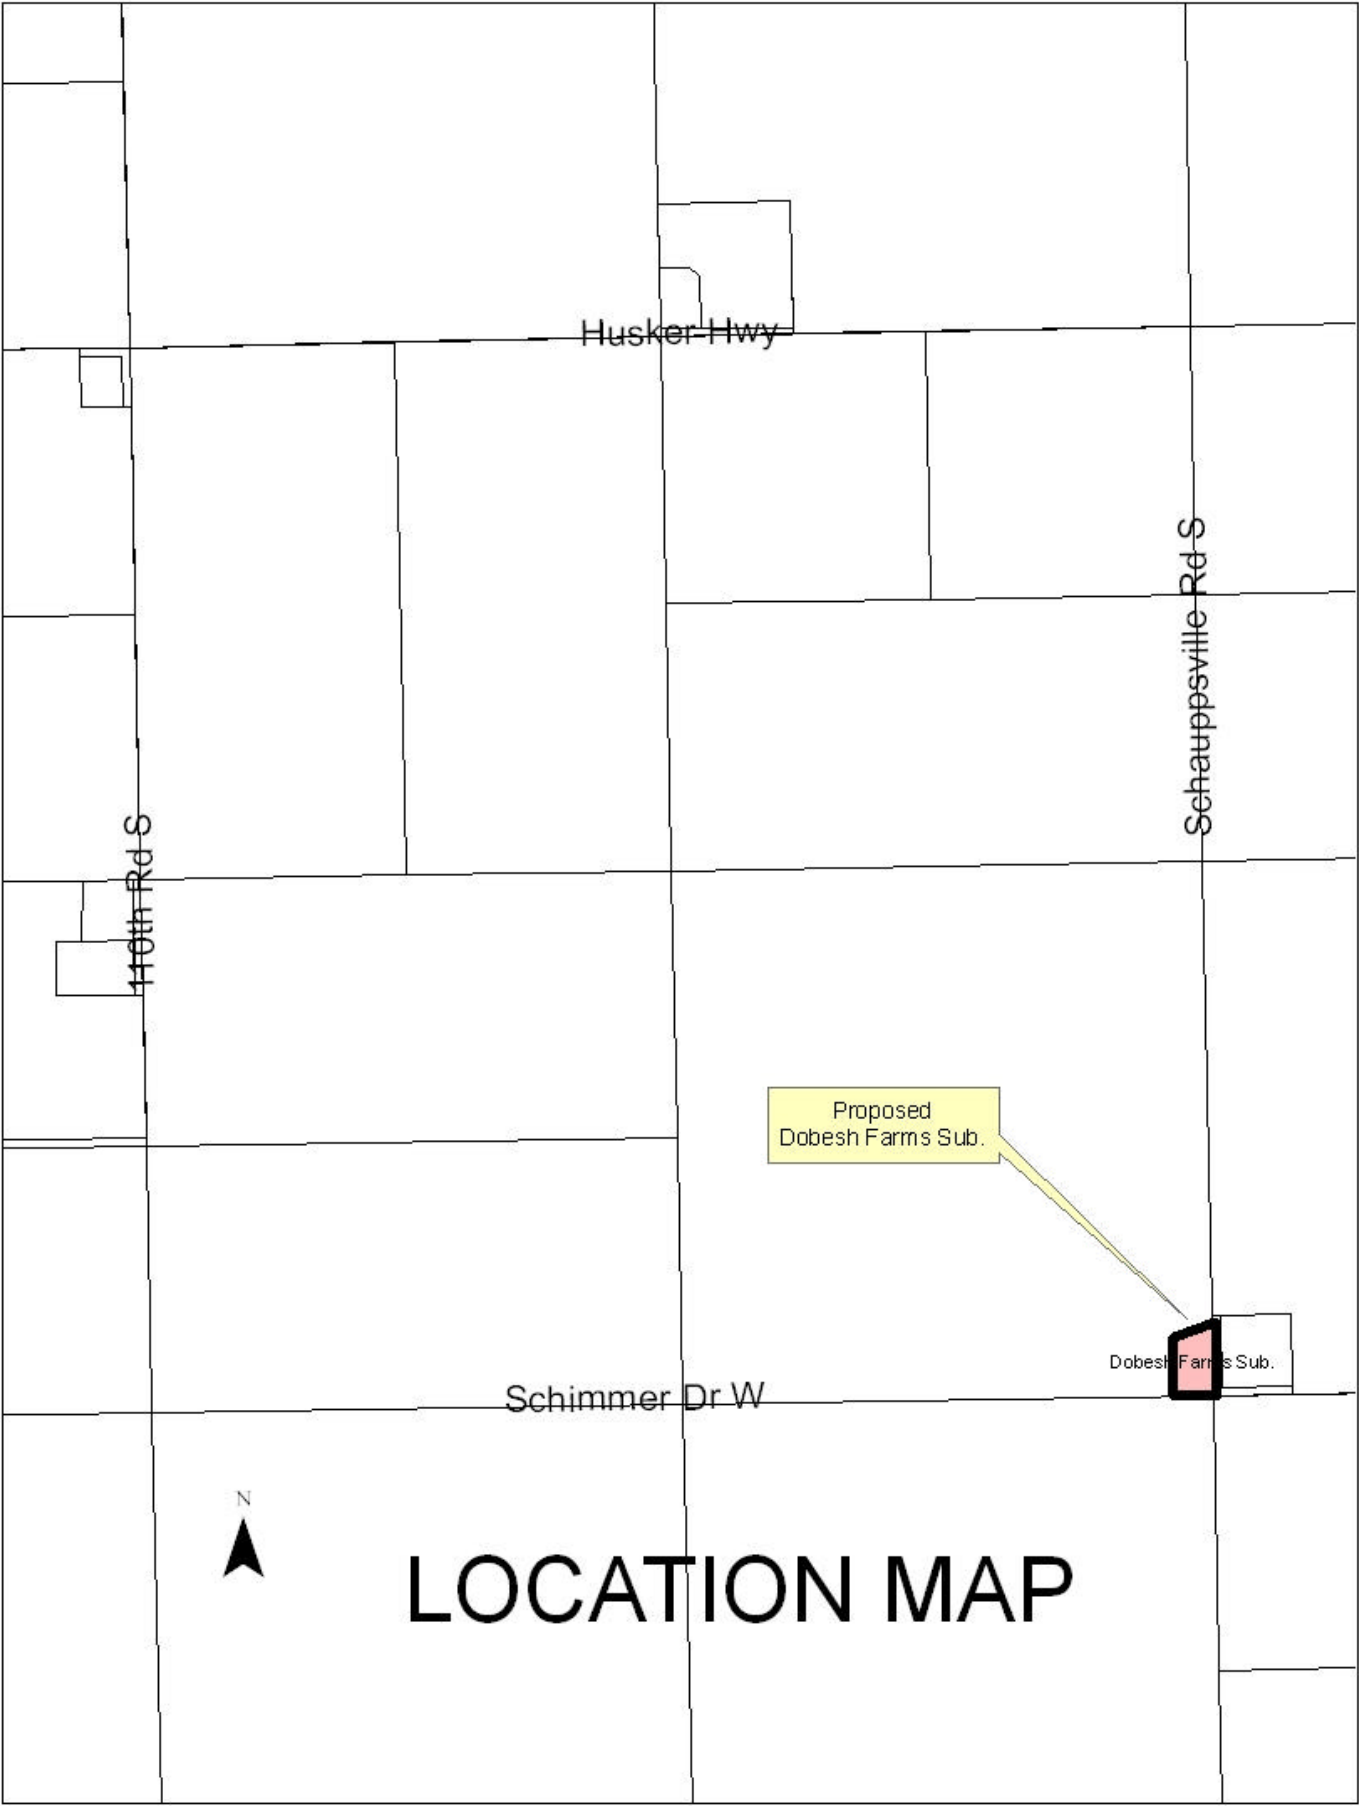 Husker Hwy
Schauppsville Rd S
110th Rd S
Proposed
Dobesh Farms Sub.
Dobesh Farms Sub.
Schimmer Dr W
N
LOCATION MAP